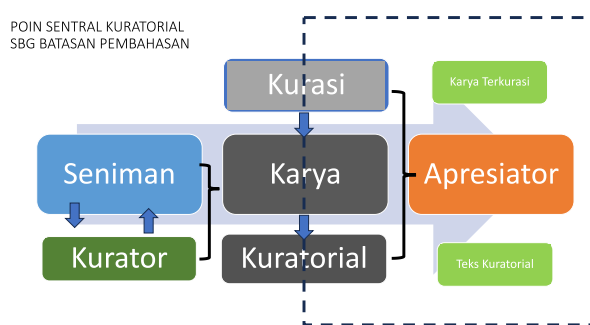 POIN SENTRAL KURATORIAL
SBG BATASAN PEMBAHASAN
Kurasi
Karya Terkurasi
Seniman
Karya
Apresiator
Kurator
Kuratorial
Teks Kuratorial